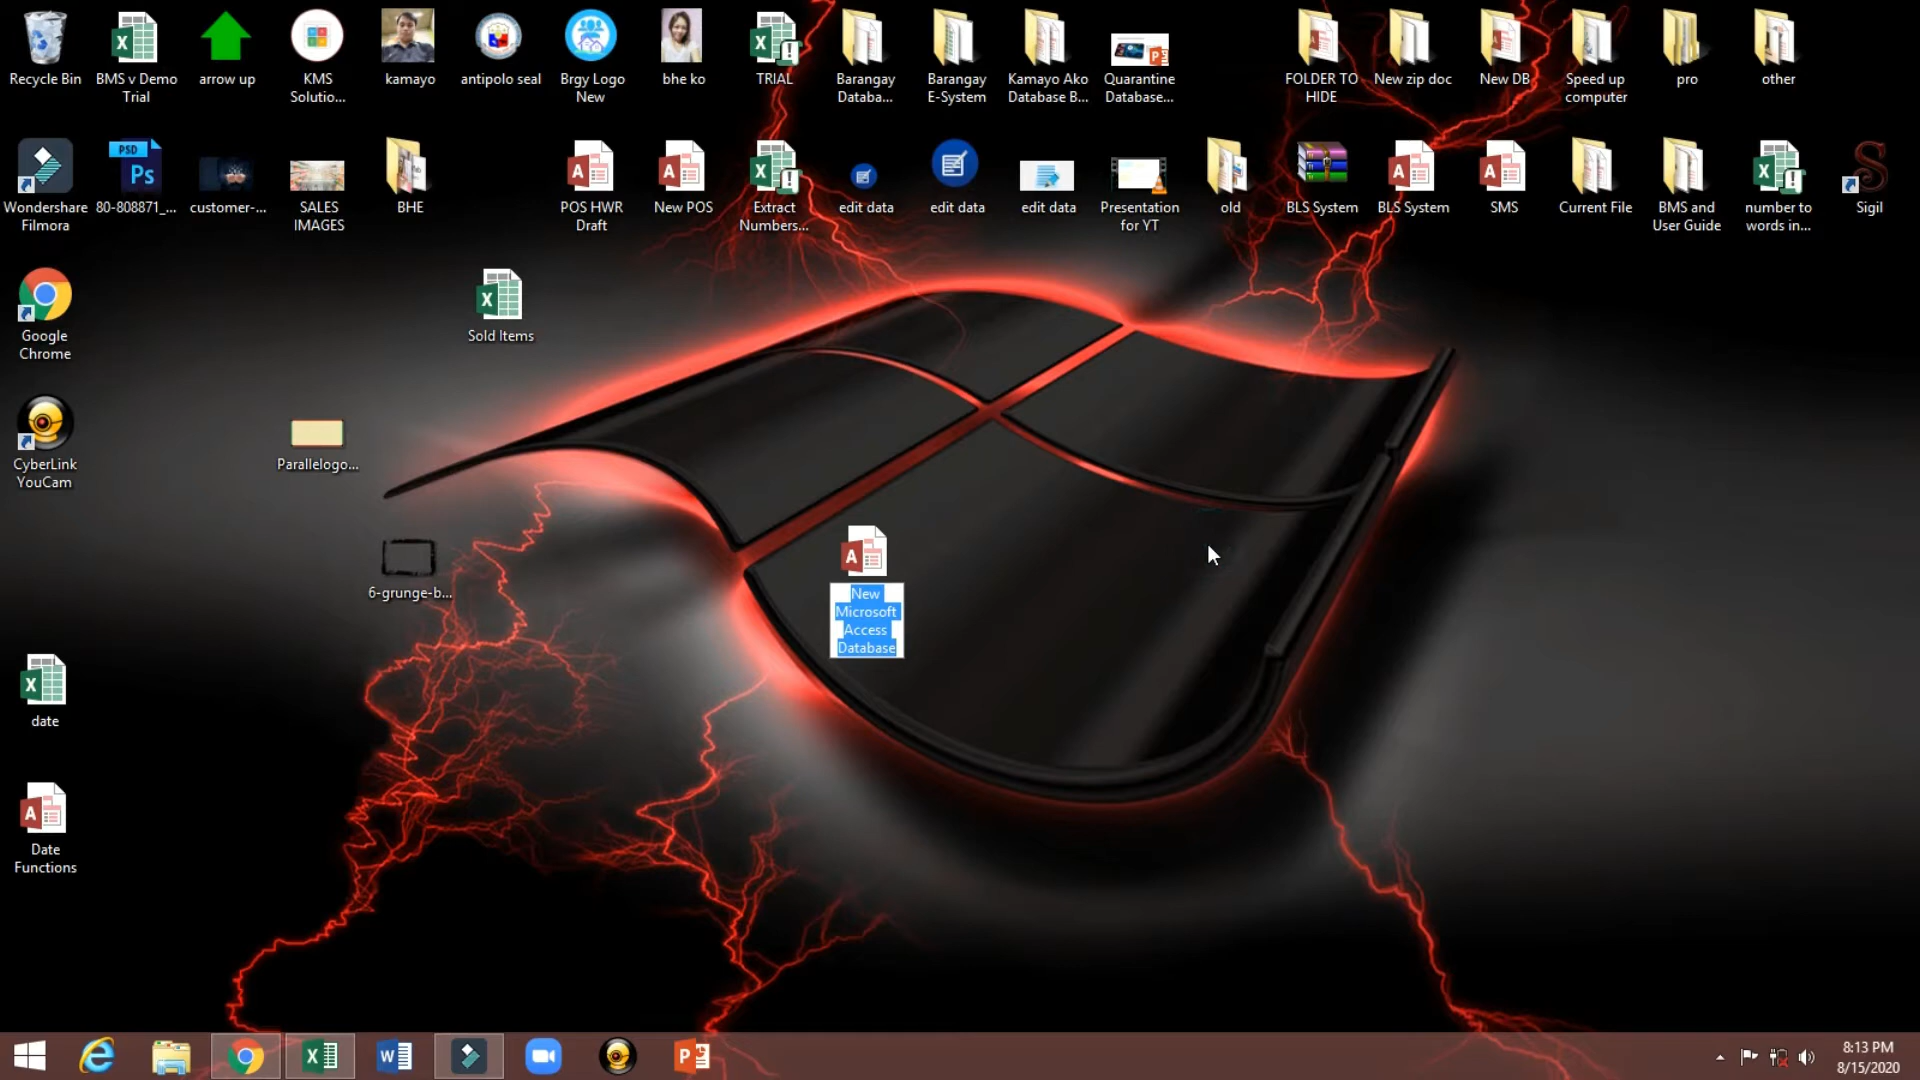 Recycle Bin
BMS v Demo
Trial
arrow up
KMS
Solutio...
kamayo
antipolo seal
Brgy Logo
New
bhe ko
TRIAL
Barangay
Databa...
Barangay
E-System
Kamayo Ako
Database B...
Quarantine
Database...
FOLDER TO
HIDE
New zip doc
New DB
Speed up
computer
pro
other
Wondershare
Filmora
PSD
Ps
80-808871_...
customer-...
SALES
IMAGES
BHE
POS HWR
Draft
New POS
Extract
Numbers...
edit data
edit data
edit data
Presentation
for YT
old
BLS System
BLS System
SMS
Current File
BMS and
User Guide
number to
words in...
Sigil
Google
Chrome
Sold Items
CyberLink
YouCam
Parallelogo...
6-grunge-b...
New
Microsoft
Access
Database
date
Date
Functions
8:13 PM
8/15/2020